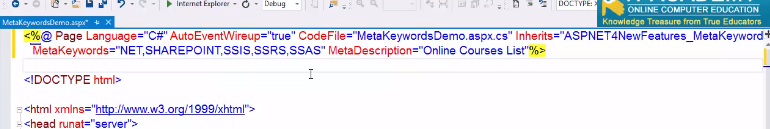 Internet Explorer
Debug
DOCTYPE: X
ONLINE COMPUTER EDUCATION
Knowledge Treasure from True Educators
MetaKeywordsDemo.aspx*
<%@ Page Language="C#" AutoEventWireup="true" CodeFile="MetaKeywordsDemo.aspx.cs" Inherits="ASPNET4NewFeatures_MetaKeyword
MetaKeywords="NET,SHAREPOINT,SSIS,SSRS,SSAS" MetaDescription="Online Courses List"%>
<!DOCTYPE html>
<html xmlns="http://www.w3.org/1999/xhtml">
<head runat="server">